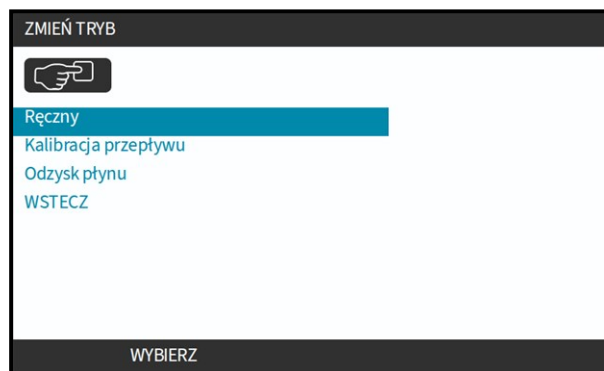 ZMIEŃ TRYB
Ręczny
Kalibracja przepływu
Odzysk płynu
WSTECZ
WYBIERZ